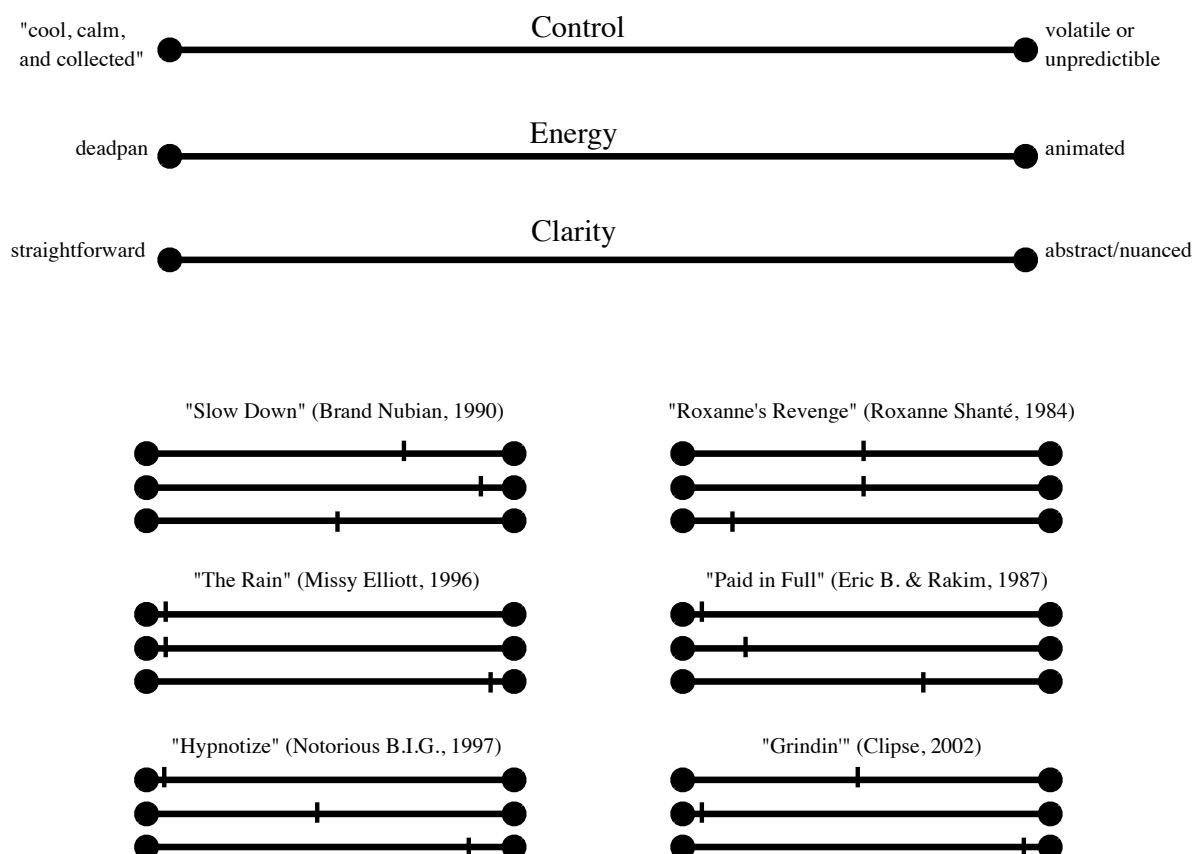 Control
"cool, calm,
and collected"
volatile or
unpredictible
Energy
deadpan
animated
Clarity
straightforward
abstract/nuanced
"Slow Down" (Brand Nubian, 1990)
"Roxanne's Revenge" (Roxanne Shanté, 1984)
"The Rain" (Missy Elliott, 1996)
"Paid in Full" (Eric B. & Rakim, 1987)
"Hypnotize" (Notorious B.I.G., 1997)
"Grindin'" (Clipse, 2002)